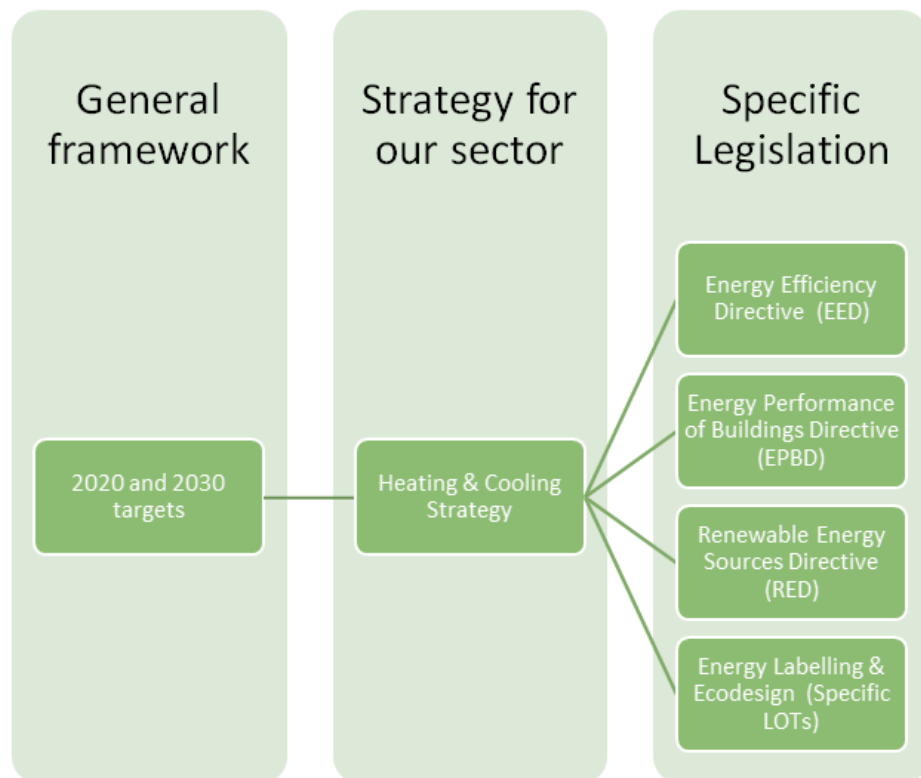 General
framework
Strategy for
our sector
Specific
Legislation
2020 and 2030
targets
Heating & Cooling
Strategy
Energy Efficiency
Directive (EED)
Energy Performance
of Buildings Directive
(EPBD)
Renewable Energy
Sources Directive
(RED)
Energy Labelling &
Ecodesign (Specific
LOTs)